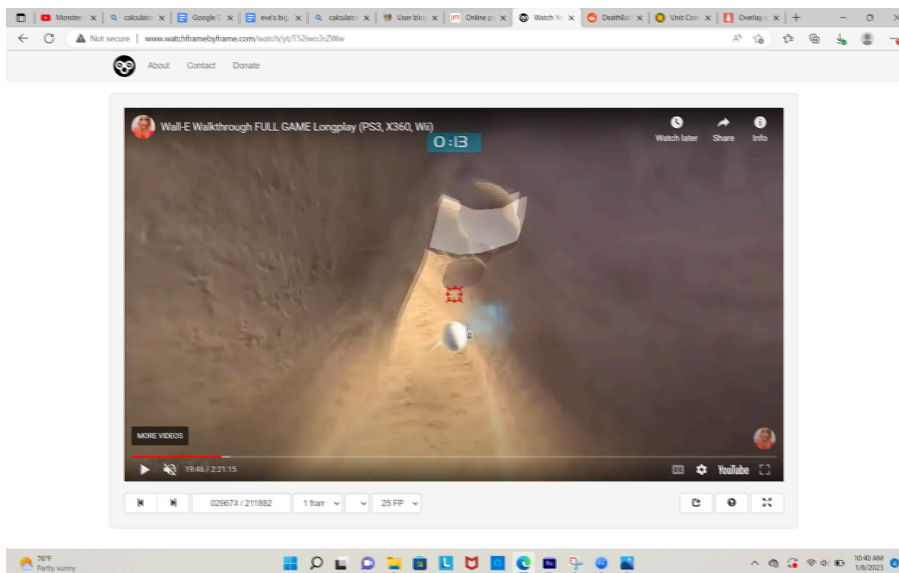 Monster
calculato
Google D
eve's big
calculato
User blog
Online p
Watch Yo
DeathBa
Unit Con
Overlay
Not secure | www.watchframebyframe.com/watch/yt/
About Contact Donate
Wall-E Walkthrough FULL GAME Longplay (PS3, X360, Wii)
Watch later Share Info
0:13
MORE VIDEOS
19:46 / 2:21:15
YouTube
029673 / 211882
1 fram
25 FP
76°F
Partly sunny
10:40 AM
1/8/2023